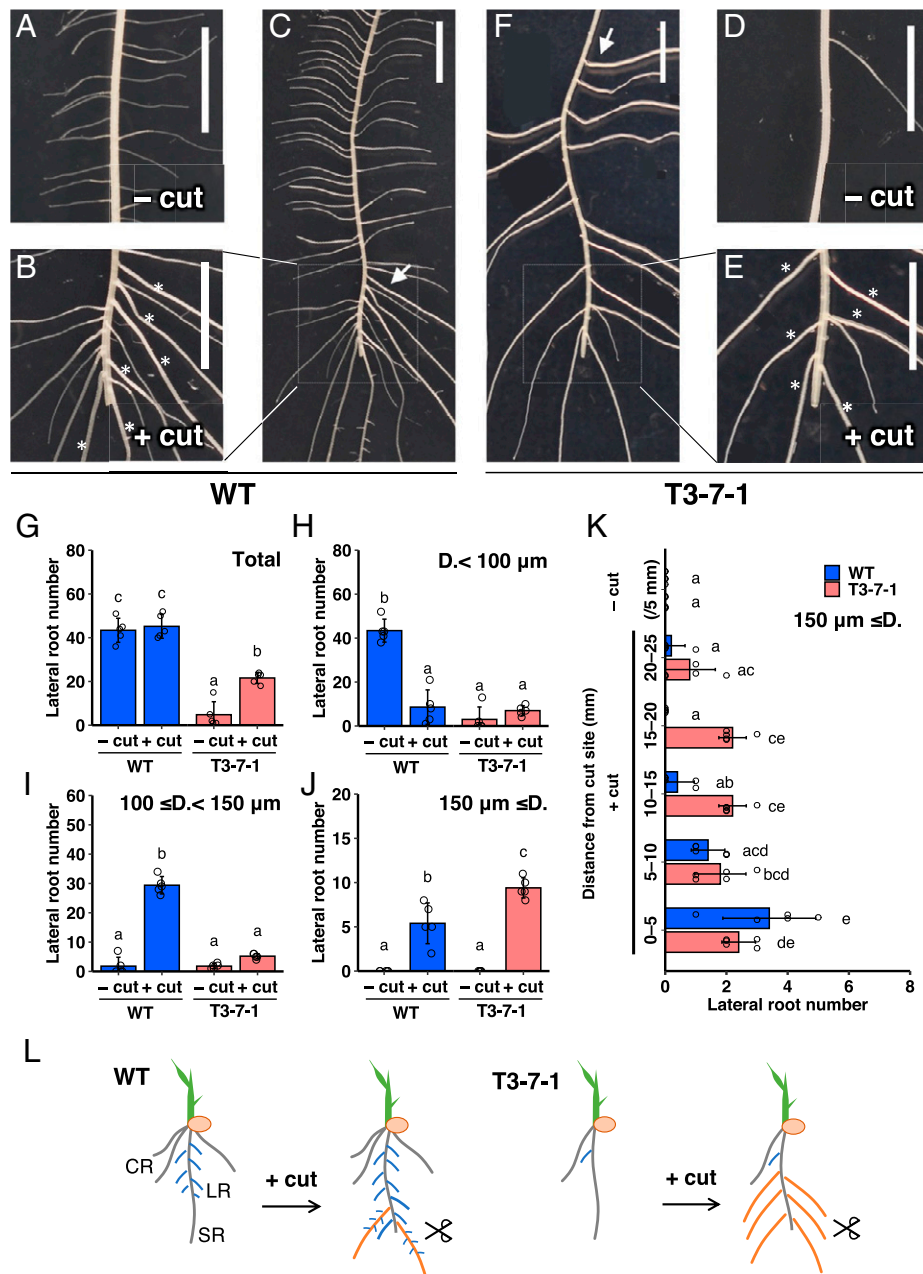 A
C
F
D
– cut
– cut
B
E
* * * * * *
* * * * *
+ cut
+ cut
WT
T3-7-1
G
Total
Lateral root number
80
60
40
20
0
c
c
a
b
– cut + cut – cut + cut
WT T3-7-1
H
D.< 100 µm
Lateral root number
80
60
40
20
0
b
a
a
a
– cut + cut – cut + cut
WT T3-7-1
I
100 ≤D.< 150 µm
Lateral root number
60
50
40
30
20
10
0
a
b
a
a
– cut + cut – cut + cut
WT T3-7-1
J
150 µm ≤D.
Lateral root number
20
15
10
5
0
a
b
a
c
– cut + cut – cut + cut
WT T3-7-1
K
WT
T3-7-1
150 µm ≤D.
– cut
(/5 mm)
+ cut
Distance from cut site (mm)
20–25
15–20
10–15
5–10
0–5
a
a
a
ac
a
ce
ab
ce
acd
bcd
e
de
0 2 4 6 8
Lateral root number
L
WT
T3-7-1
CR
LR
SR
+ cut
+ cut